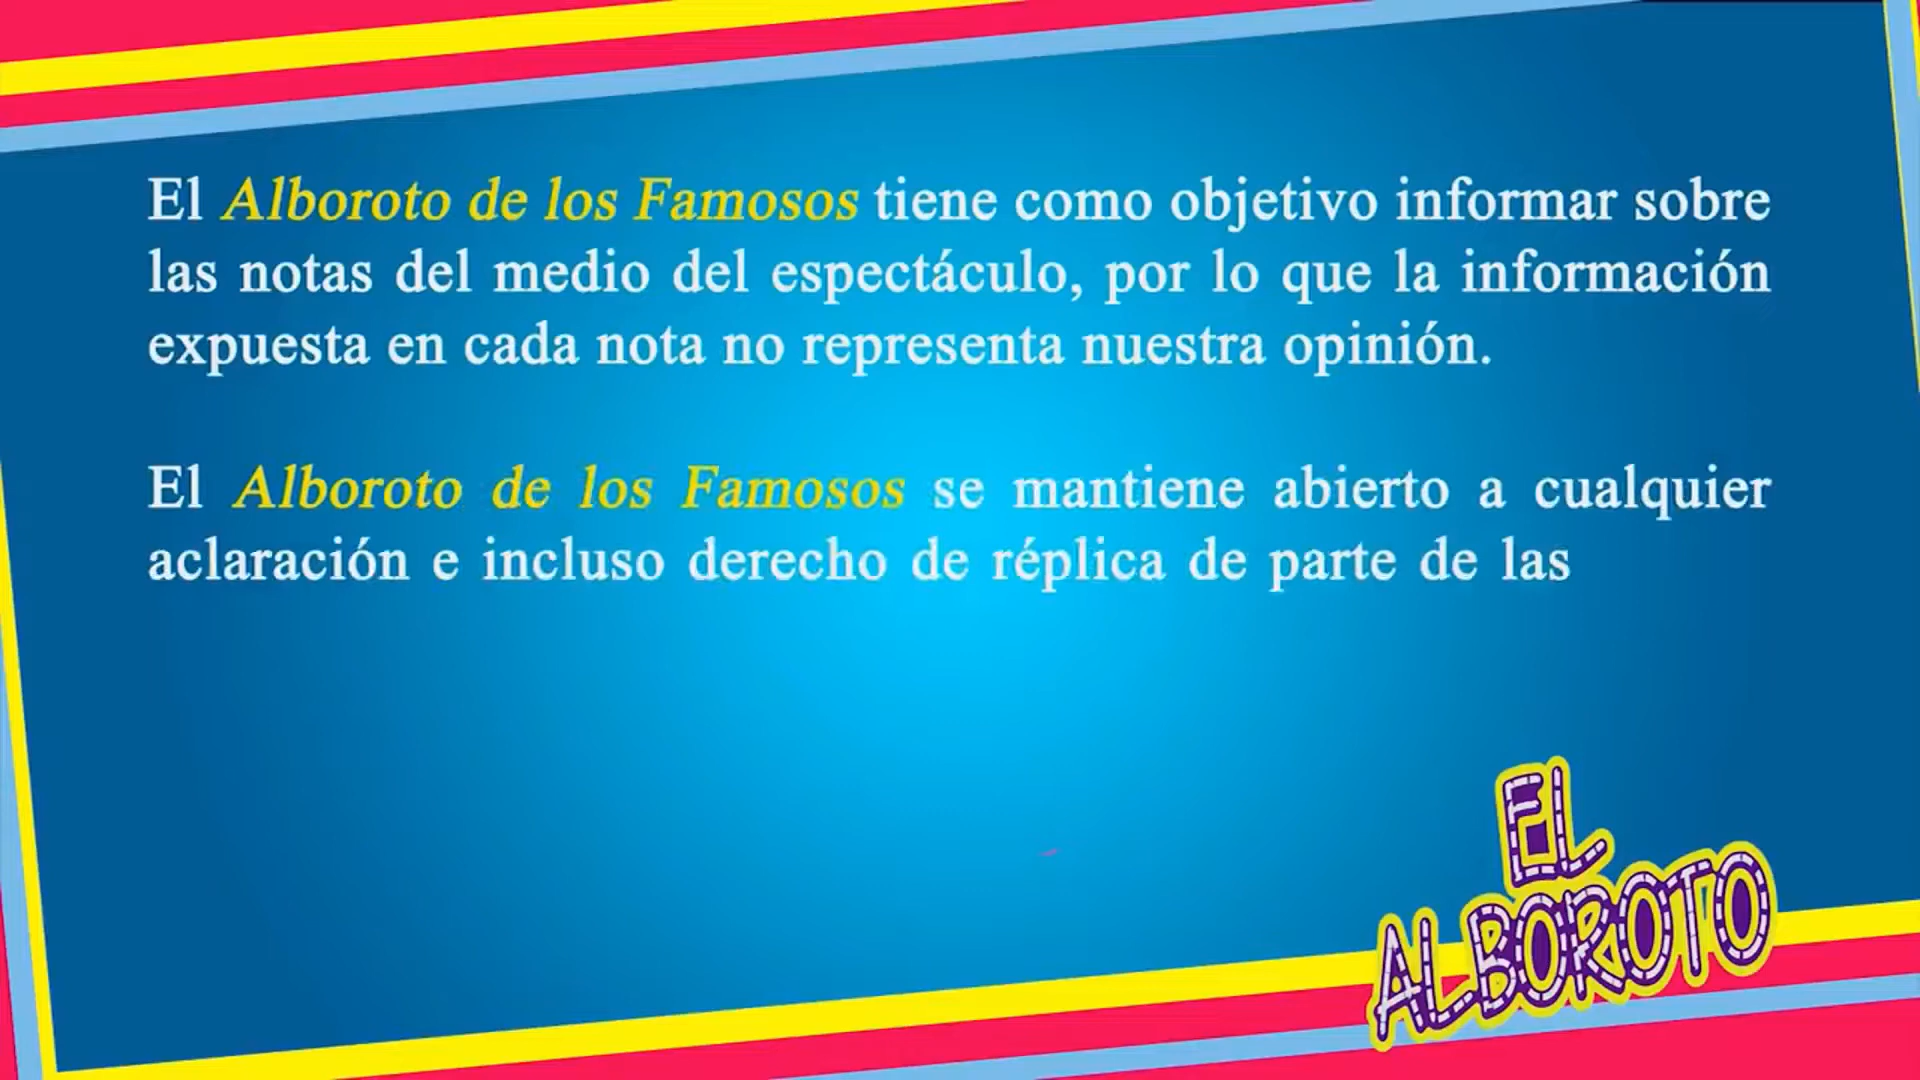 El Alboroto de los Famosos tiene como objetivo informar sobre
las notas del medio del espectáculo, por lo que la información
expuesta en cada nota no representa nuestra opinión.
El Alboroto de los Famosos se mantiene abierto a cualquier
aclaración e incluso derecho de réplica de parte de las
EL
ALBOROTO